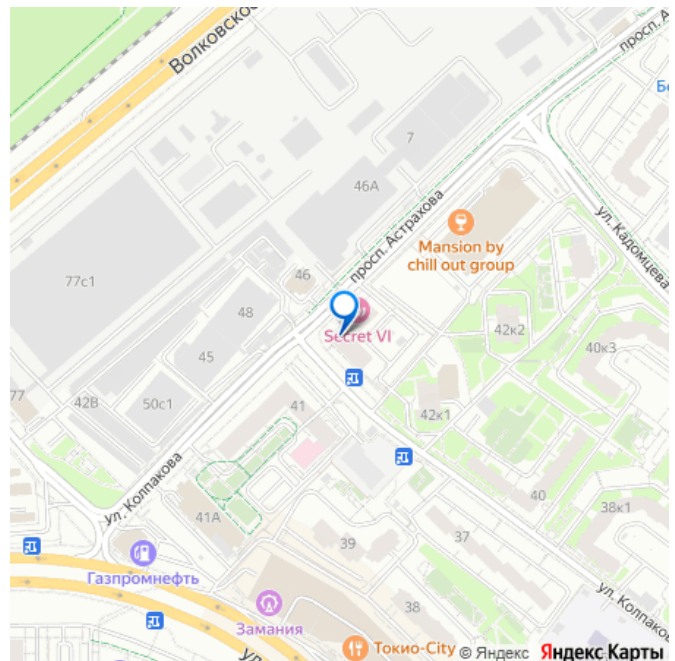 Волковское
просп. А
Бе
7
46А
просп. Астрахова
ул. Кадомцева
Mansion by
chill out group
77с1
46
48
Secret VI
42к2
40к3
45
77
42В
50с1
41
42к1
ул. Колпакова
41А
40
38к1
39
37
Газпромнефть
Замания
38
ул. Колпако
Токио-City
ул
© Яндекс
Яндекс Карты